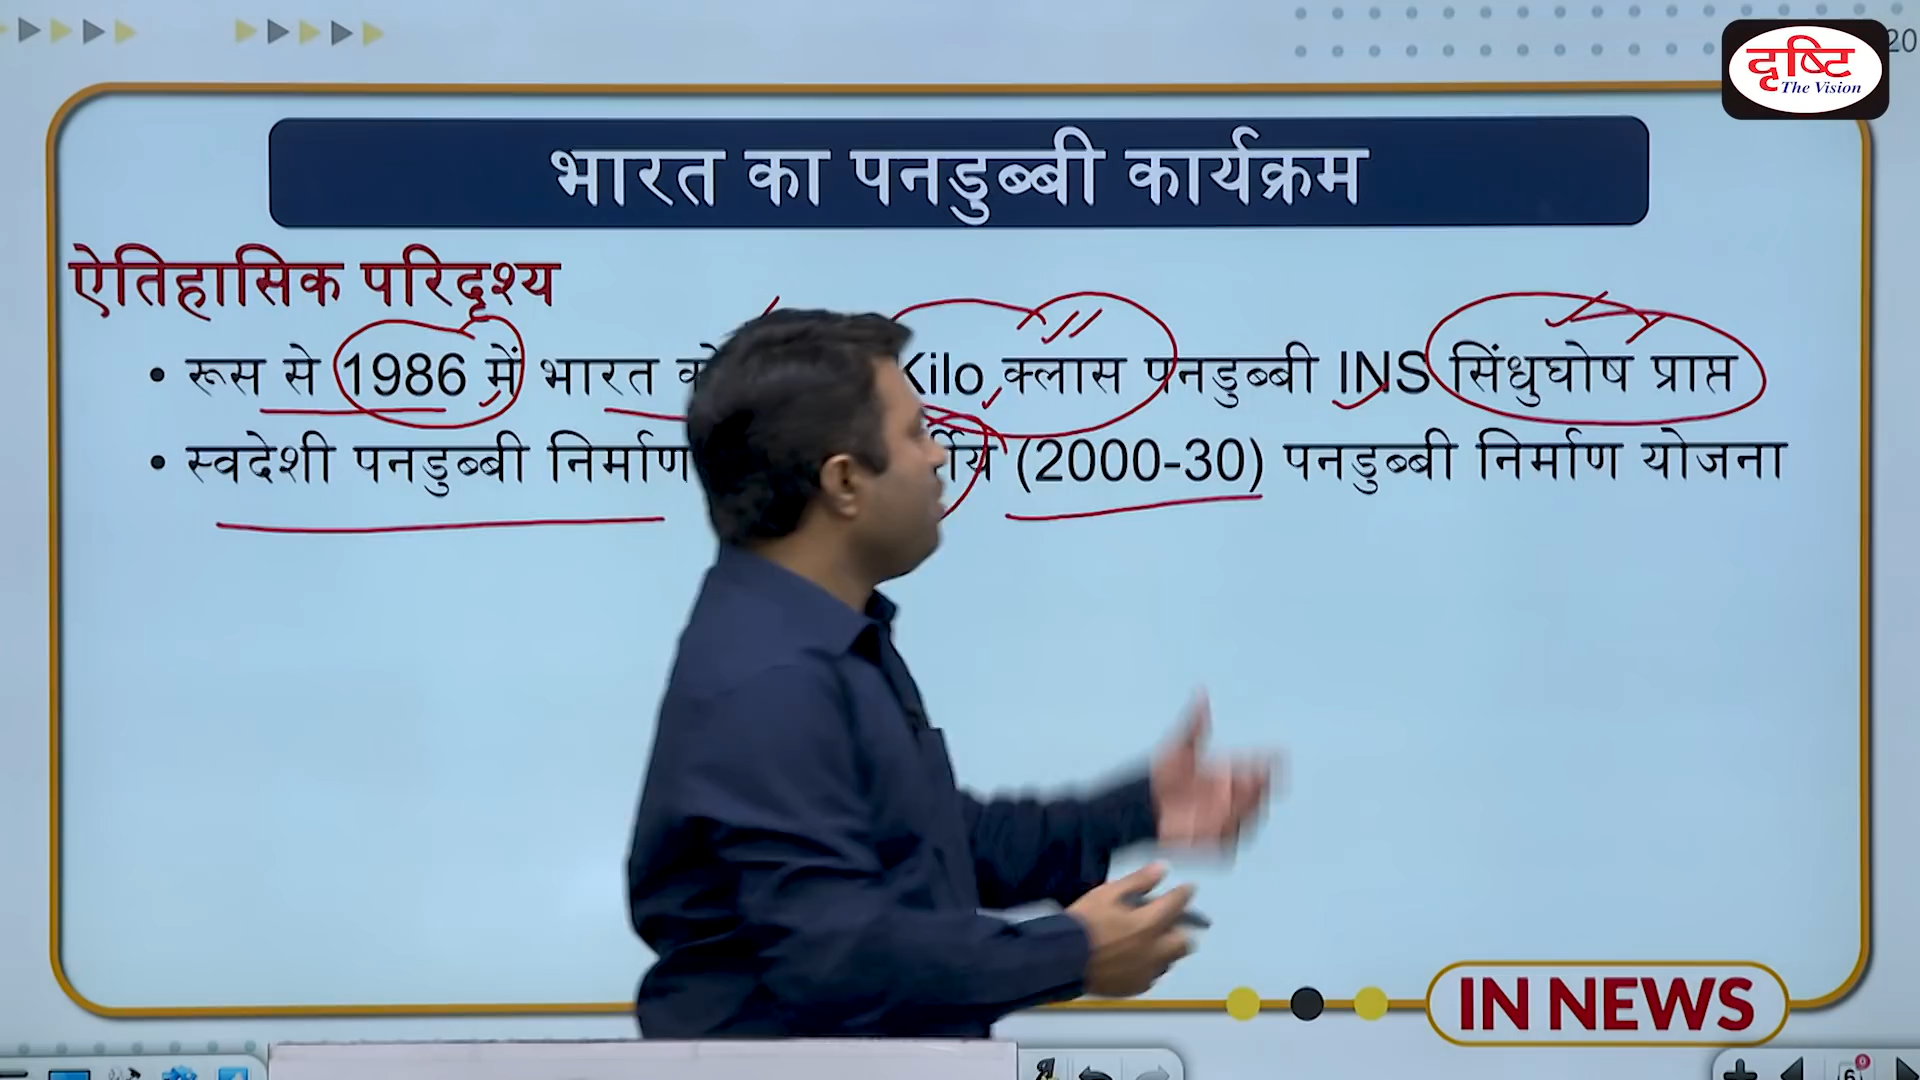 20
दृष्टि
The Vision
भारत का पनडुब्बी कार्यक्रम
ऐतिहासिक परिदृश्य
• रूस से 1986 में भारत Kilo क्लास पनडुब्बी INS सिंधुघोष प्राप्त
• स्वदेशी पनडुब्बी निर्माण (2000-30) पनडुब्बी निर्माण योजना
IN NEWS